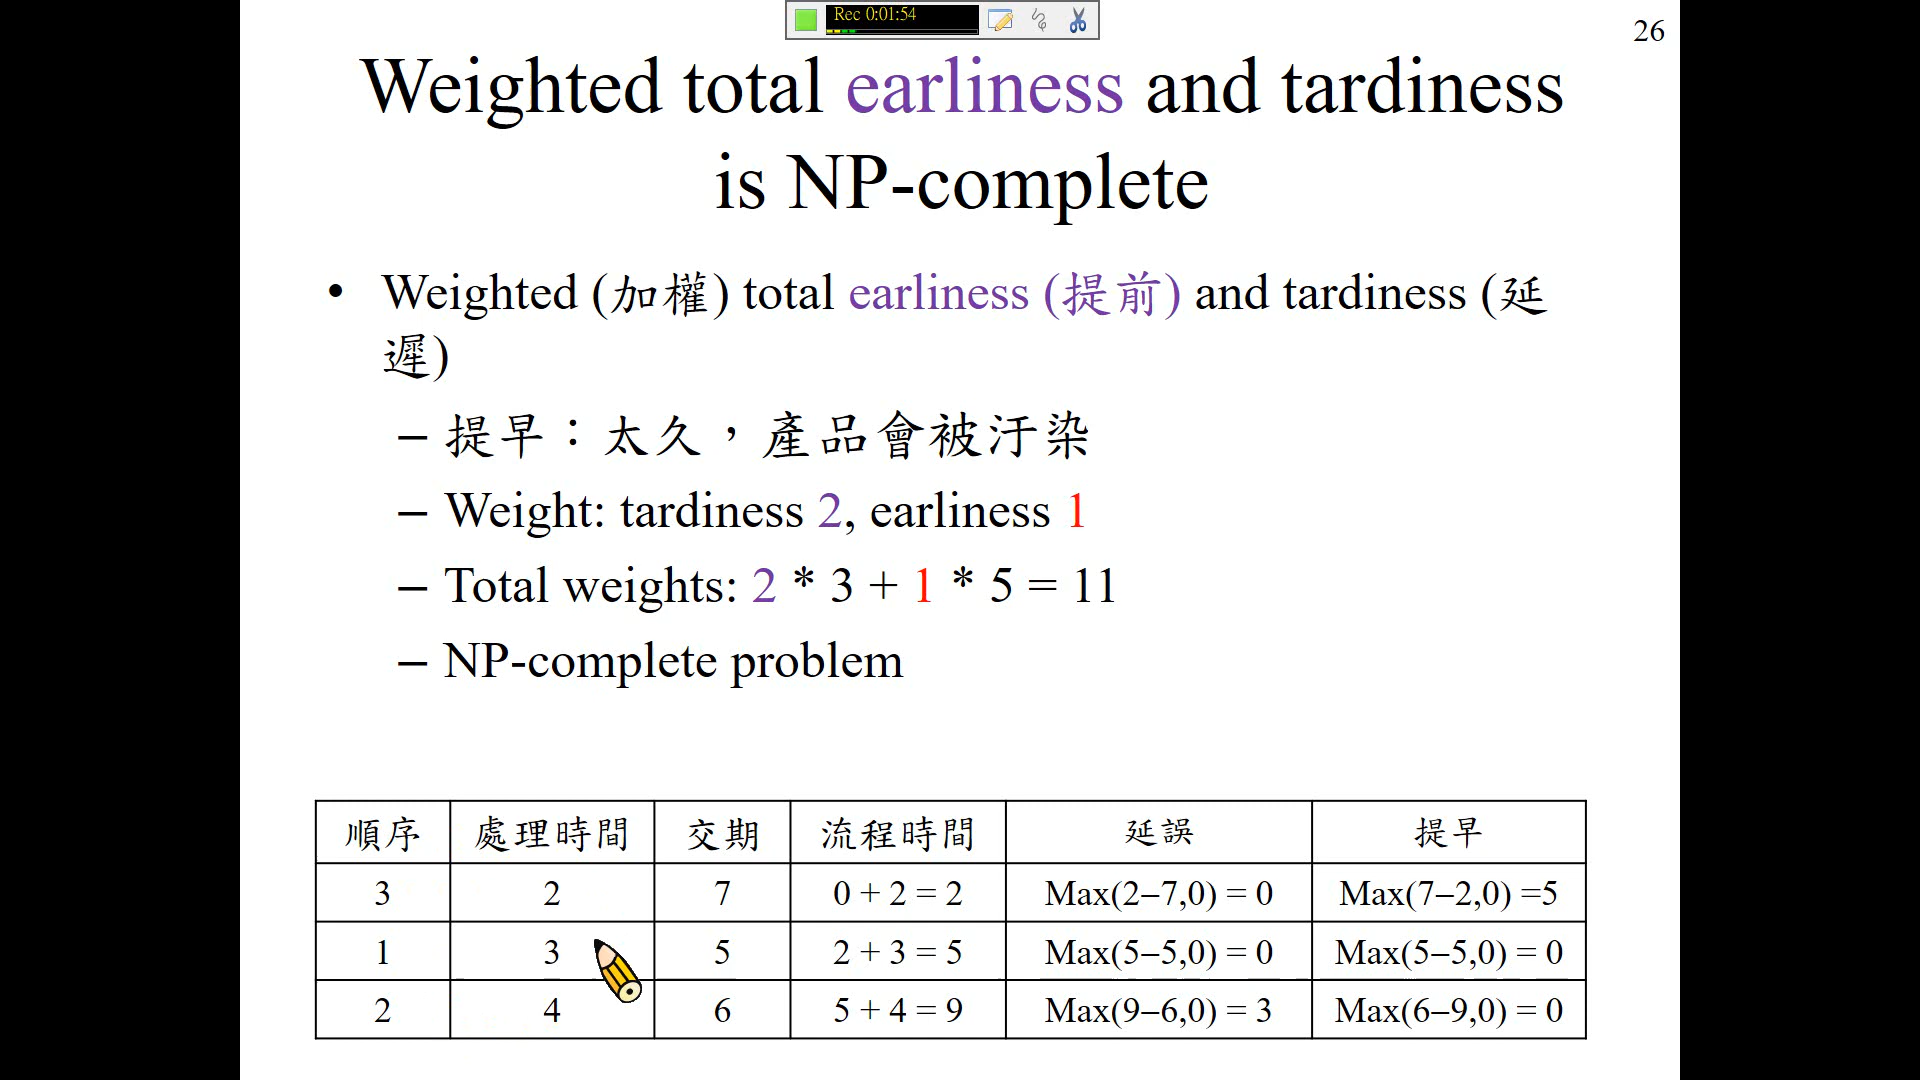 Rec 0:01:54
26
Weighted total earliness and tardiness
is NP-complete
• Weighted (加權) total earliness (提前) and tardiness (延
遲)
– 提早：太久，產品會被汙染
– Weight: tardiness 2, earliness 1
– Total weights: 2 * 3 + 1 * 5 = 11
– NP-complete problem
順序 處理時間 交期 流程時間 延誤 提早
3 2 7 0 + 2 = 2 Max(2–7,0) = 0 Max(7–2,0) =5
1 3 5 2 + 3 = 5 Max(5–5,0) = 0 Max(5–5,0) = 0
2 4 6 5 + 4 = 9 Max(9–6,0) = 3 Max(6–9,0) = 0